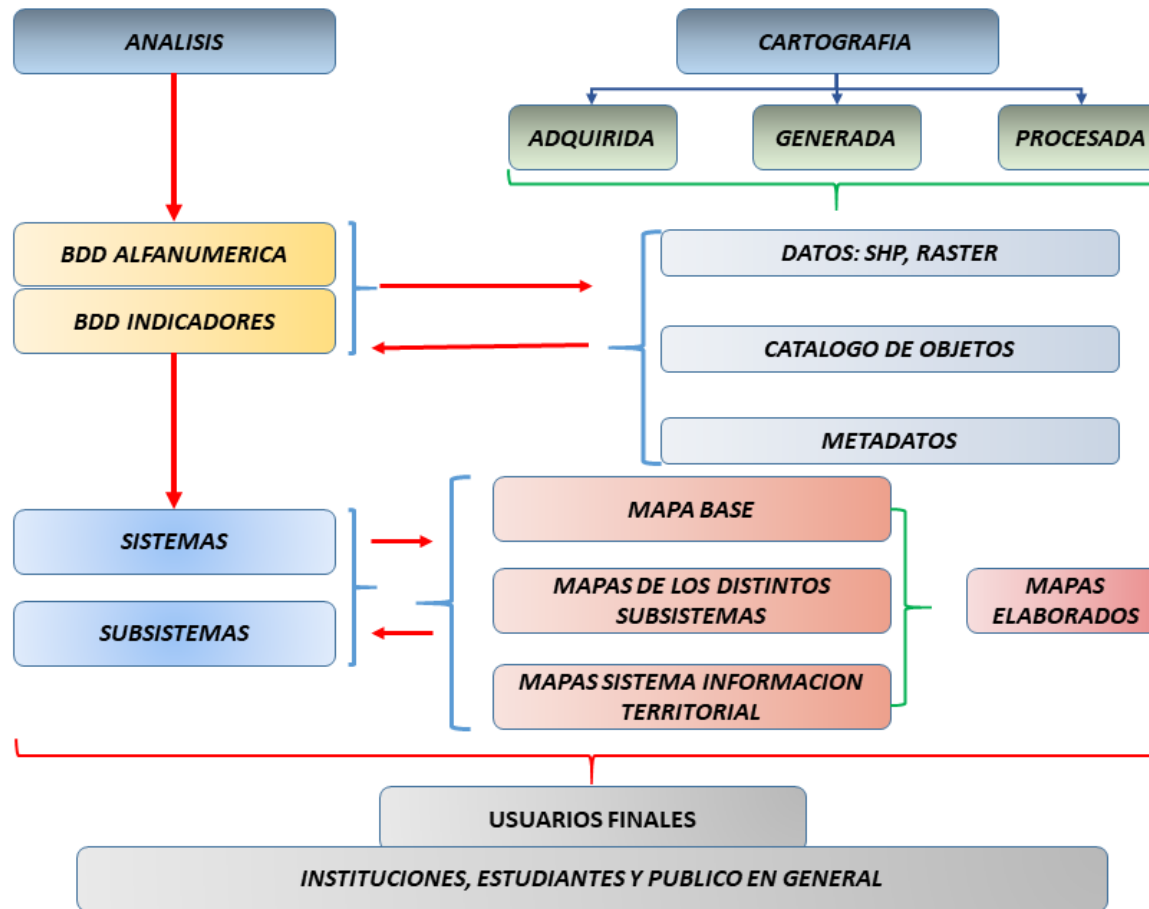 ANALISIS
CARTOGRAFIA
ADQUIRIDA
GENERADA
PROCESADA
BDD ALFANUMERICA
BDD INDICADORES
DATOS: SHP, RASTER
CATALOGO DE OBJETOS
METADATOS
SISTEMAS
SUBSISTEMAS
MAPA BASE
MAPAS DE LOS DISTINTOS
SUBSISTEMAS
MAPAS SISTEMA INFORMACION
TERRITORIAL
MAPAS
ELABORADOS
USUARIOS FINALES
INSTITUCIONES, ESTUDIANTES Y PUBLICO EN GENERAL